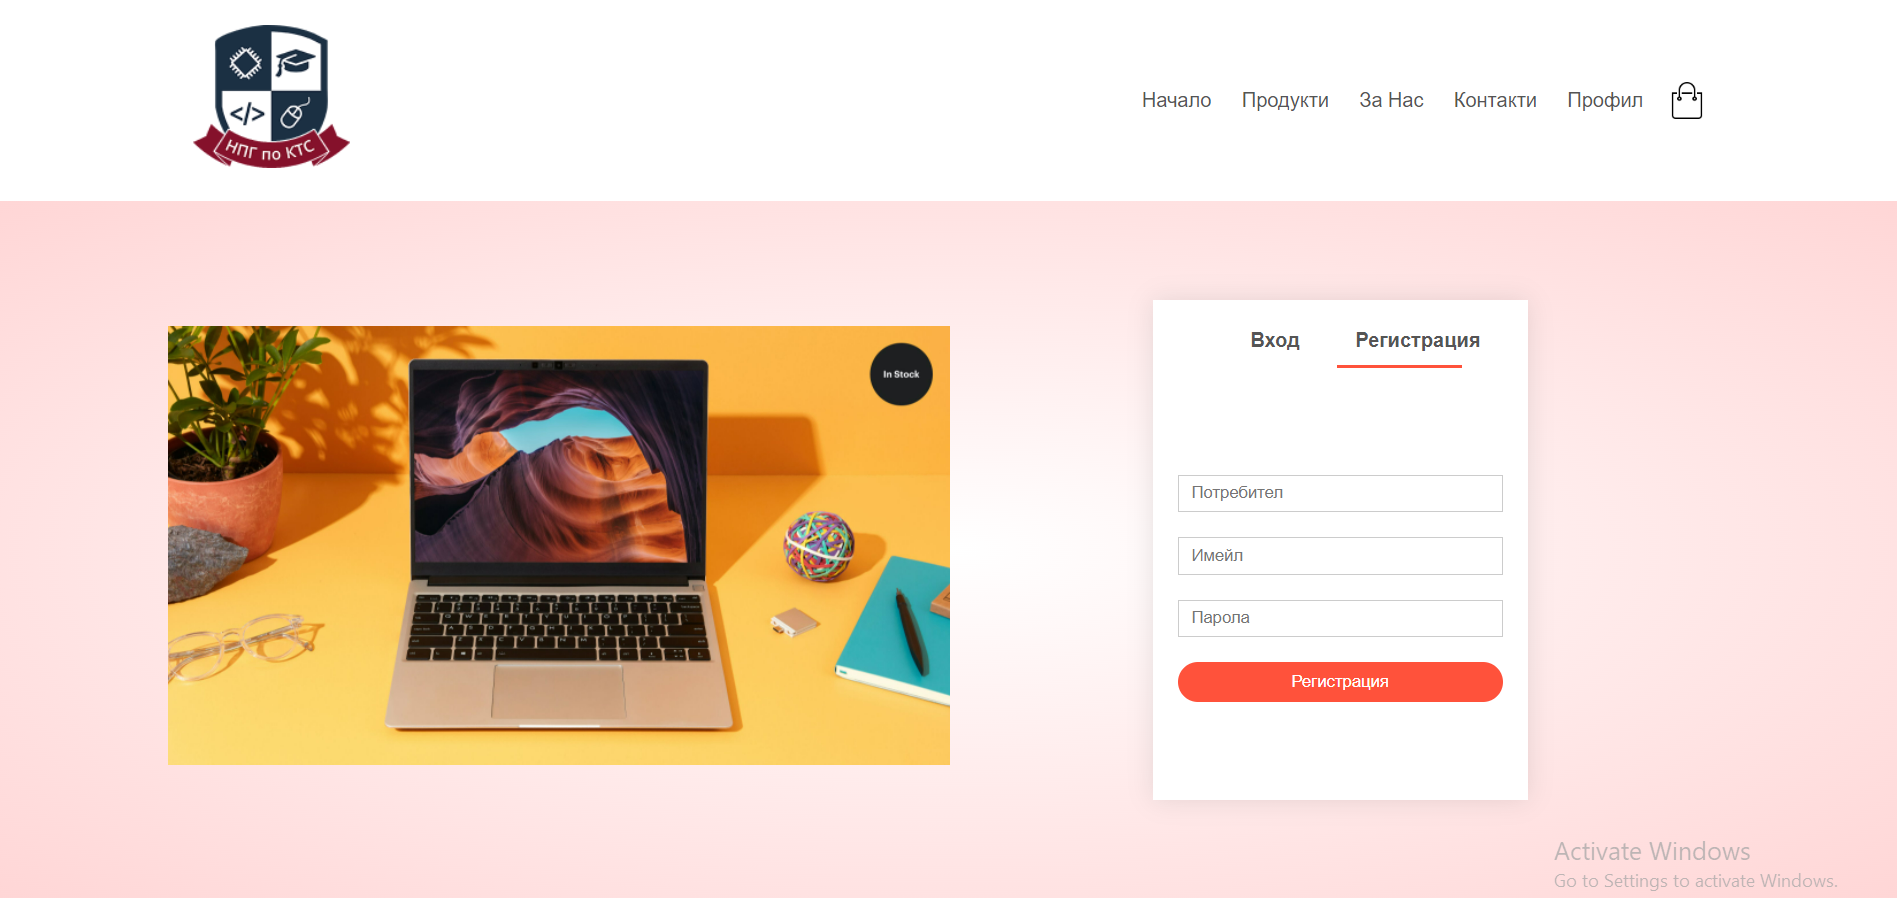 НПГ по КТС
Начало Продукти За Нас Контакти Профил
In Stock
Вход Регистрация
Потребител
Имейл
Парола
Регистрация
Activate Windows
Go to Settings to activate Windows.